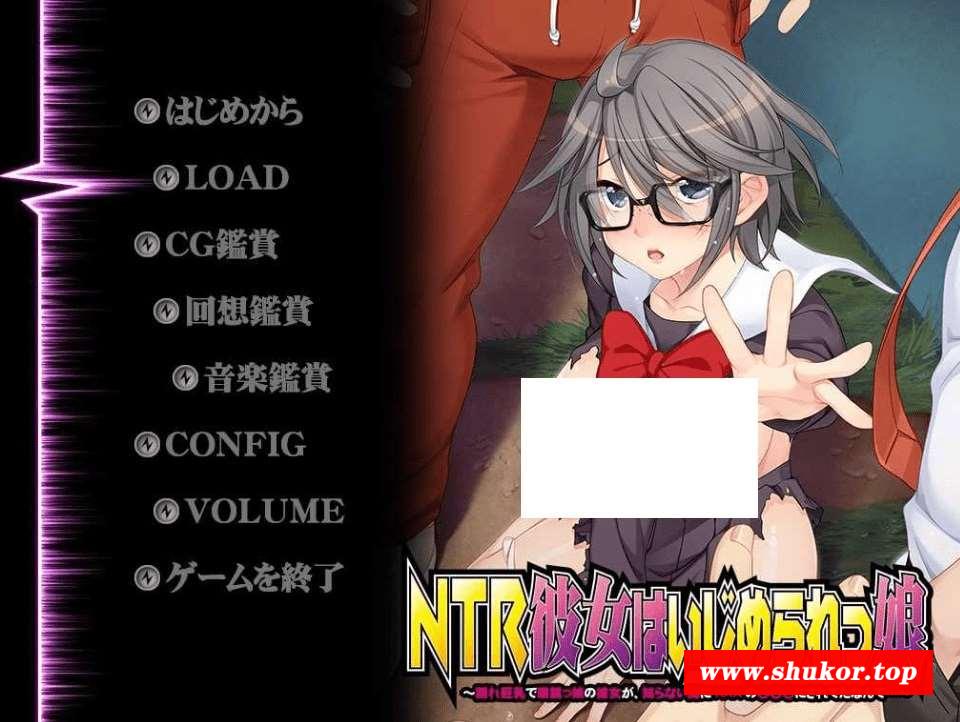 はじめから
LOAD
CG鑑賞
回想鑑賞
音楽鑑賞
CONFIG
VOLUME
ゲームを終了
NTR彼女はいじめられっ娘
www.shukor.top